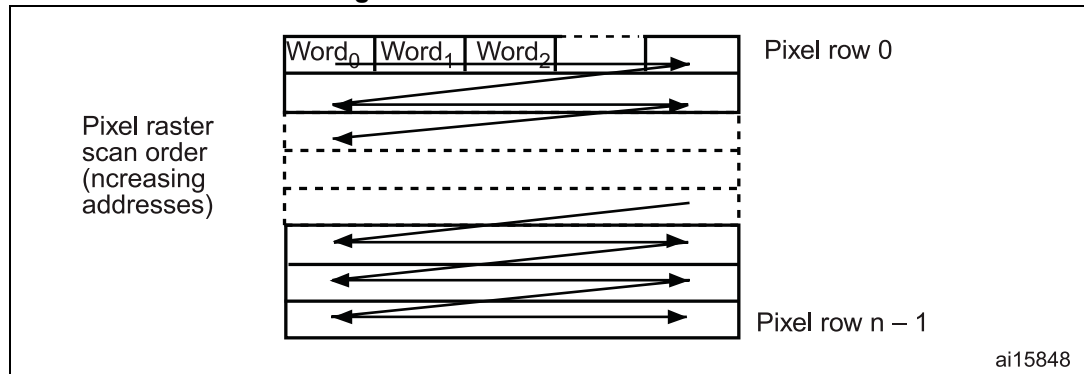 Word0 Word1 Word2
Pixel row 0
Pixel raster
scan order
(ncreasing
addresses)
Pixel row n – 1
ai15848